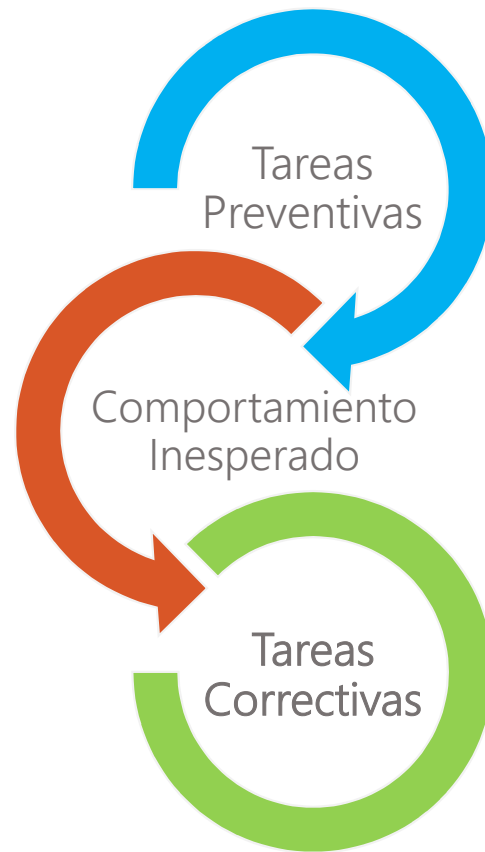 Tareas
Preventivas
Comportamiento
Inesperado
Tareas
Correctivas